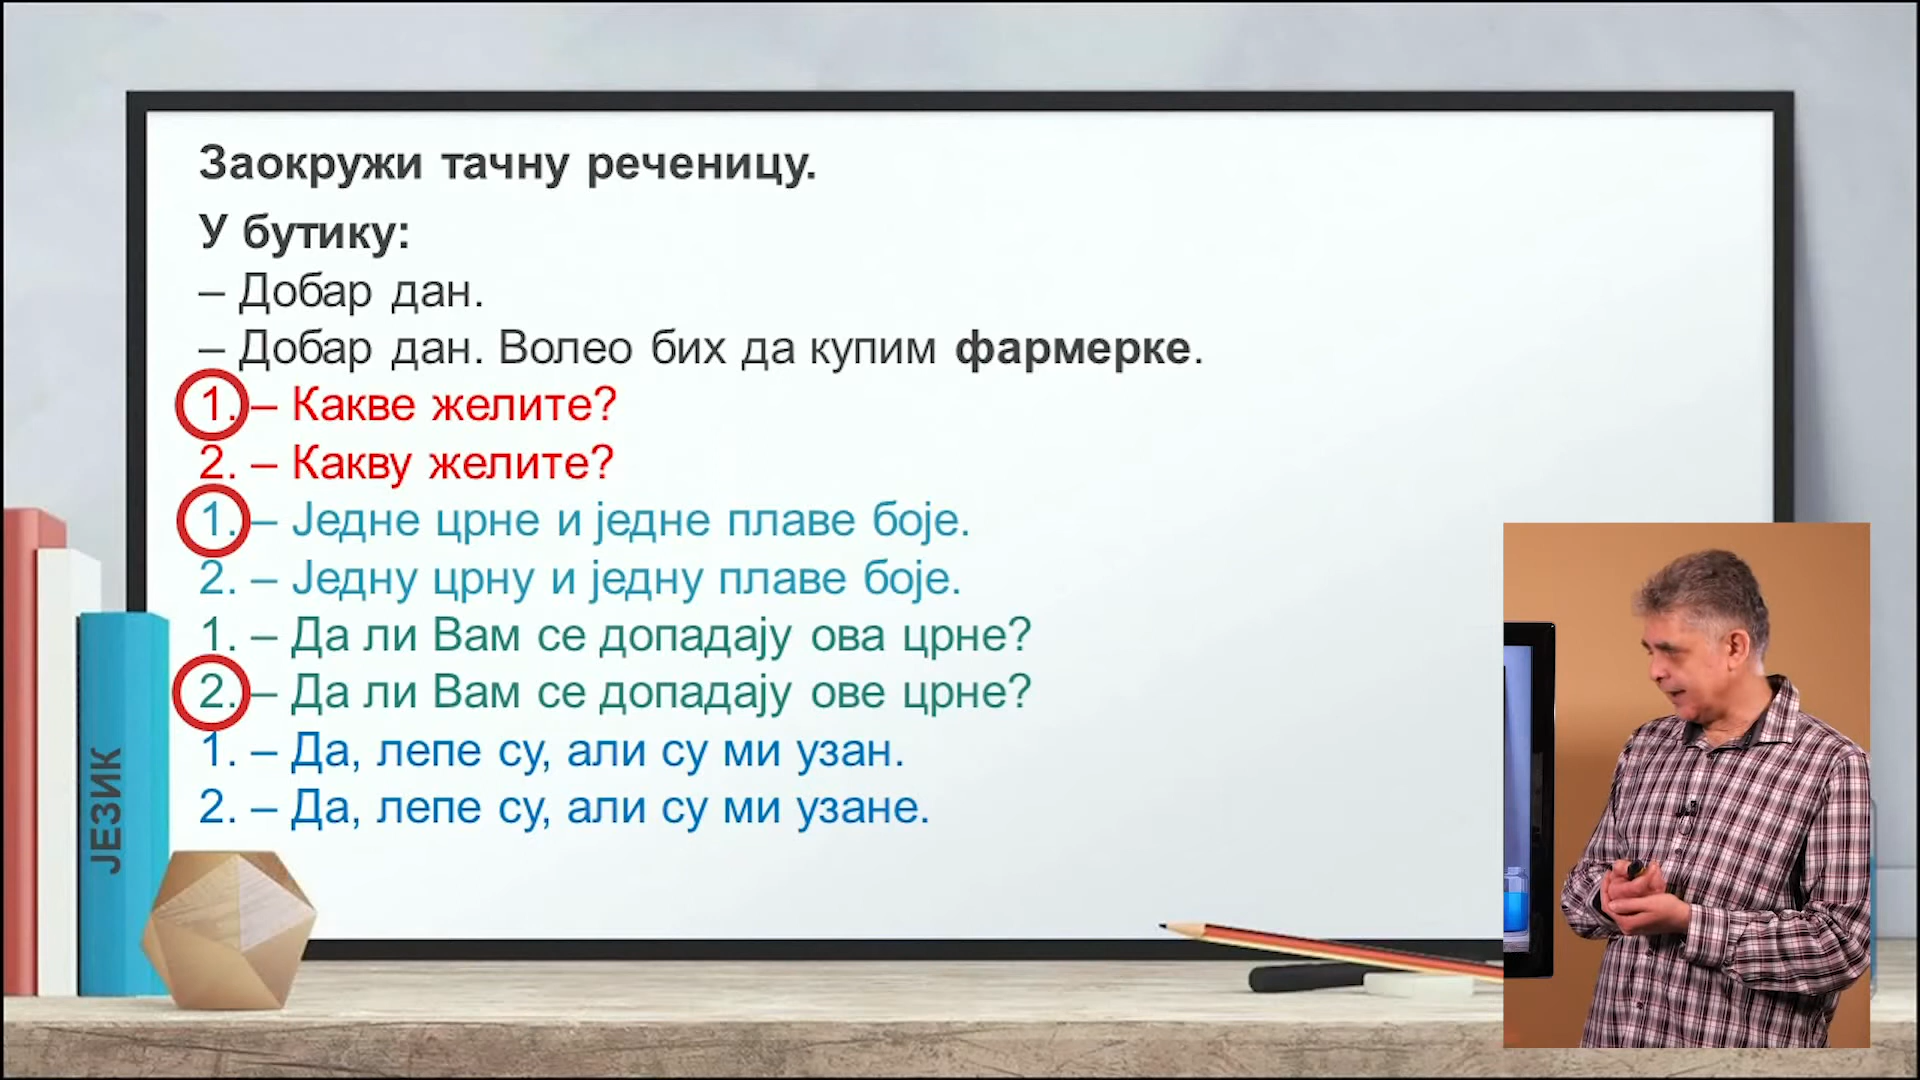 Заокружи тачну реченицу.
У бутику:
– Добар дан.
– Добар дан. Волео бих да купим фармерке.
1. – Какве желите?
2. – Какву желите?
1. – Једне црне и једне плаве боје.
2. – Једну црну и једну плаве боје.
1. – Да ли Вам се допадају ова црне?
2. – Да ли Вам се допадају ове црне?
1. – Да, лепе су, али су ми узан.
2. – Да, лепе су, али су ми узане.
ЈЕЗИК